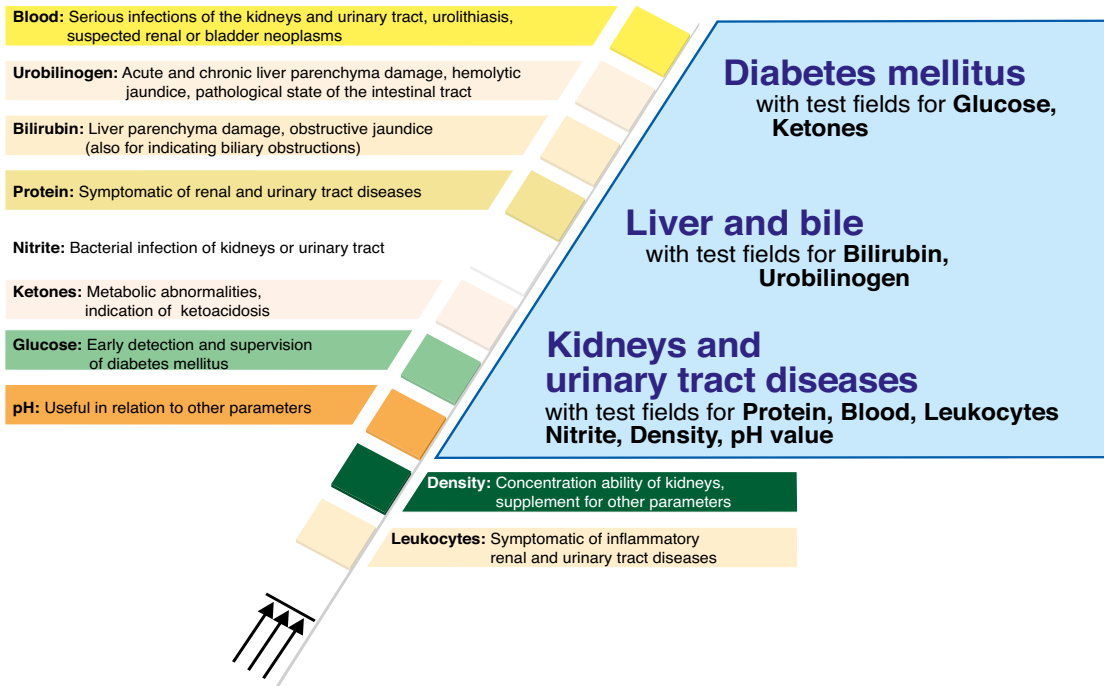 Blood: Serious infections of the kidneys and urinary tract, urolithiasis,
suspected renal or bladder neoplasms
Urobilinogen: Acute and chronic liver parenchyma damage, hemolytic
jaundice, pathological state of the intestinal tract
Bilirubin: Liver parenchyma damage, obstructive jaundice
(also for indicating biliary obstructions)
Protein: Symptomatic of renal and urinary tract diseases
Nitrite: Bacterial infection of kidneys or urinary tract
Ketones: Metabolic abnormalities,
indication of ketoacidosis
Glucose: Early detection and supervision
of diabetes mellitus
pH: Useful in relation to other parameters
Density: Concentration ability of kidneys,
supplement for other parameters
Leukocytes: Symptomatic of inflammatory
renal and urinary tract diseases
Diabetes mellitus
with test fields for Glucose,
Ketones
Liver and bile
with test fields for Bilirubin,
Urobilinogen
Kidneys and
urinary tract diseases
with test fields for Protein, Blood, Leukocytes
Nitrite, Density, pH value